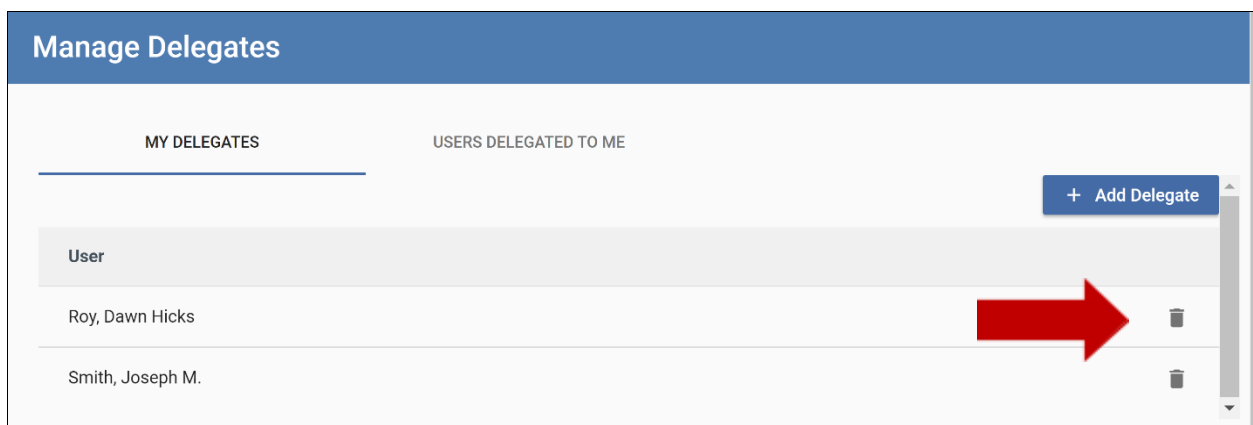 Manage Delegates
MY DELEGATES
USERS DELEGATED TO ME
+ Add Delegate
User
Roy, Dawn Hicks
Smith, Joseph M.